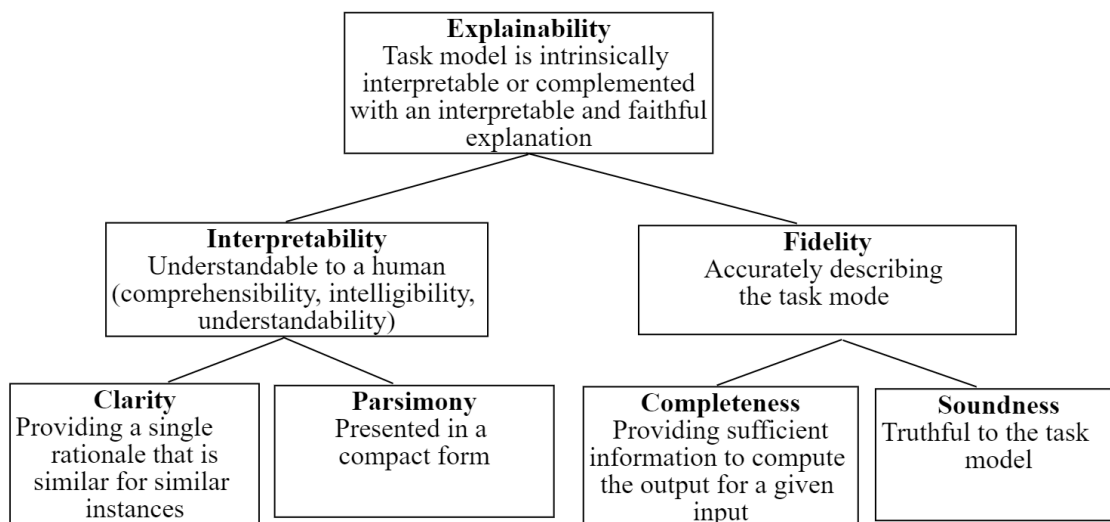 Explainability
Task model is intrinsically
interpretable or complemented
with an interpretable and faithful
explanation
Interpretability
Understandable to a human
(comprehensibility, intelligibility,
understandability)
Fidelity
Accurately describing
the task mode
Clarity
Providing a single
rationale that is
similar for similar
instances
Parsimony
Presented in a
compact form
Completeness
Providing sufficient
information to compute
the output for a given
input
Soundness
Truthful to the task
model